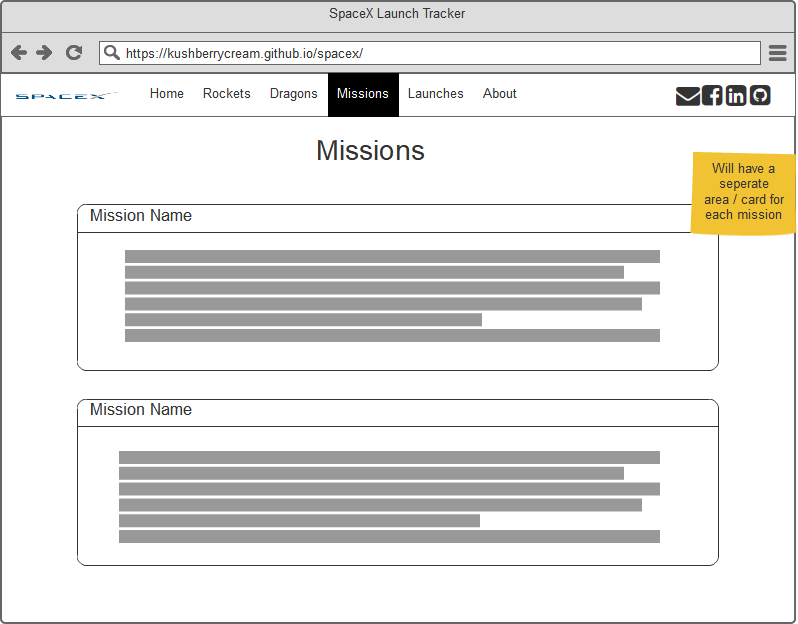 SpaceX Launch Tracker
https://kushberrycream.github.io/spacex/
SPACEX Home Rockets Dragons Missions Launches About
Missions
Will have a
seperate
area / card for
each mission
Mission Name
Mission Name